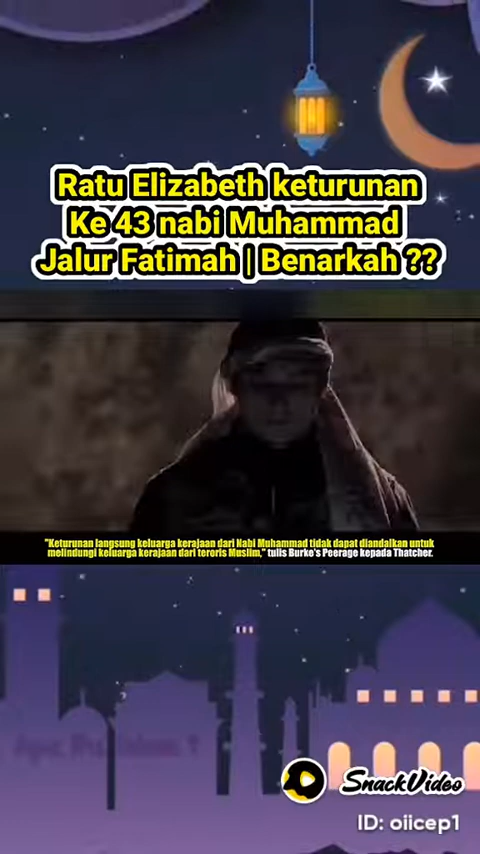 Ratu Elizabeth keturunan
Ke 43 nabi Muhammad
Jalur Fatimah | Benarkah ??
"Keturunan langsung keluarga kerajaan dari Nabi Muhammad tidak dapat diandalkan untuk
melindungi keluarga kerajaan dari teroris Muslim," tulis Burke's Peerage kepada Thatcher.
SnackVideo
ID: oiicep1